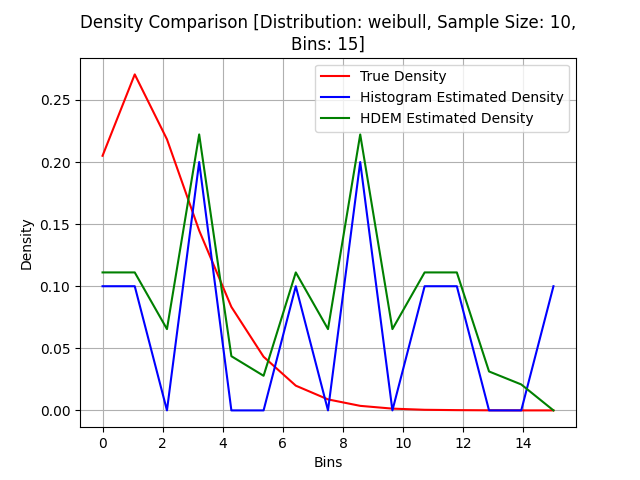 Density Comparison [Distribution: weibull, Sample Size: 10,
Bins: 15]
True Density
Histogram Estimated Density
HDEM Estimated Density
Density
0.25
0.20
0.15
0.10
0.05
0.00
0 2 4 6 8 10 12 14
Bins